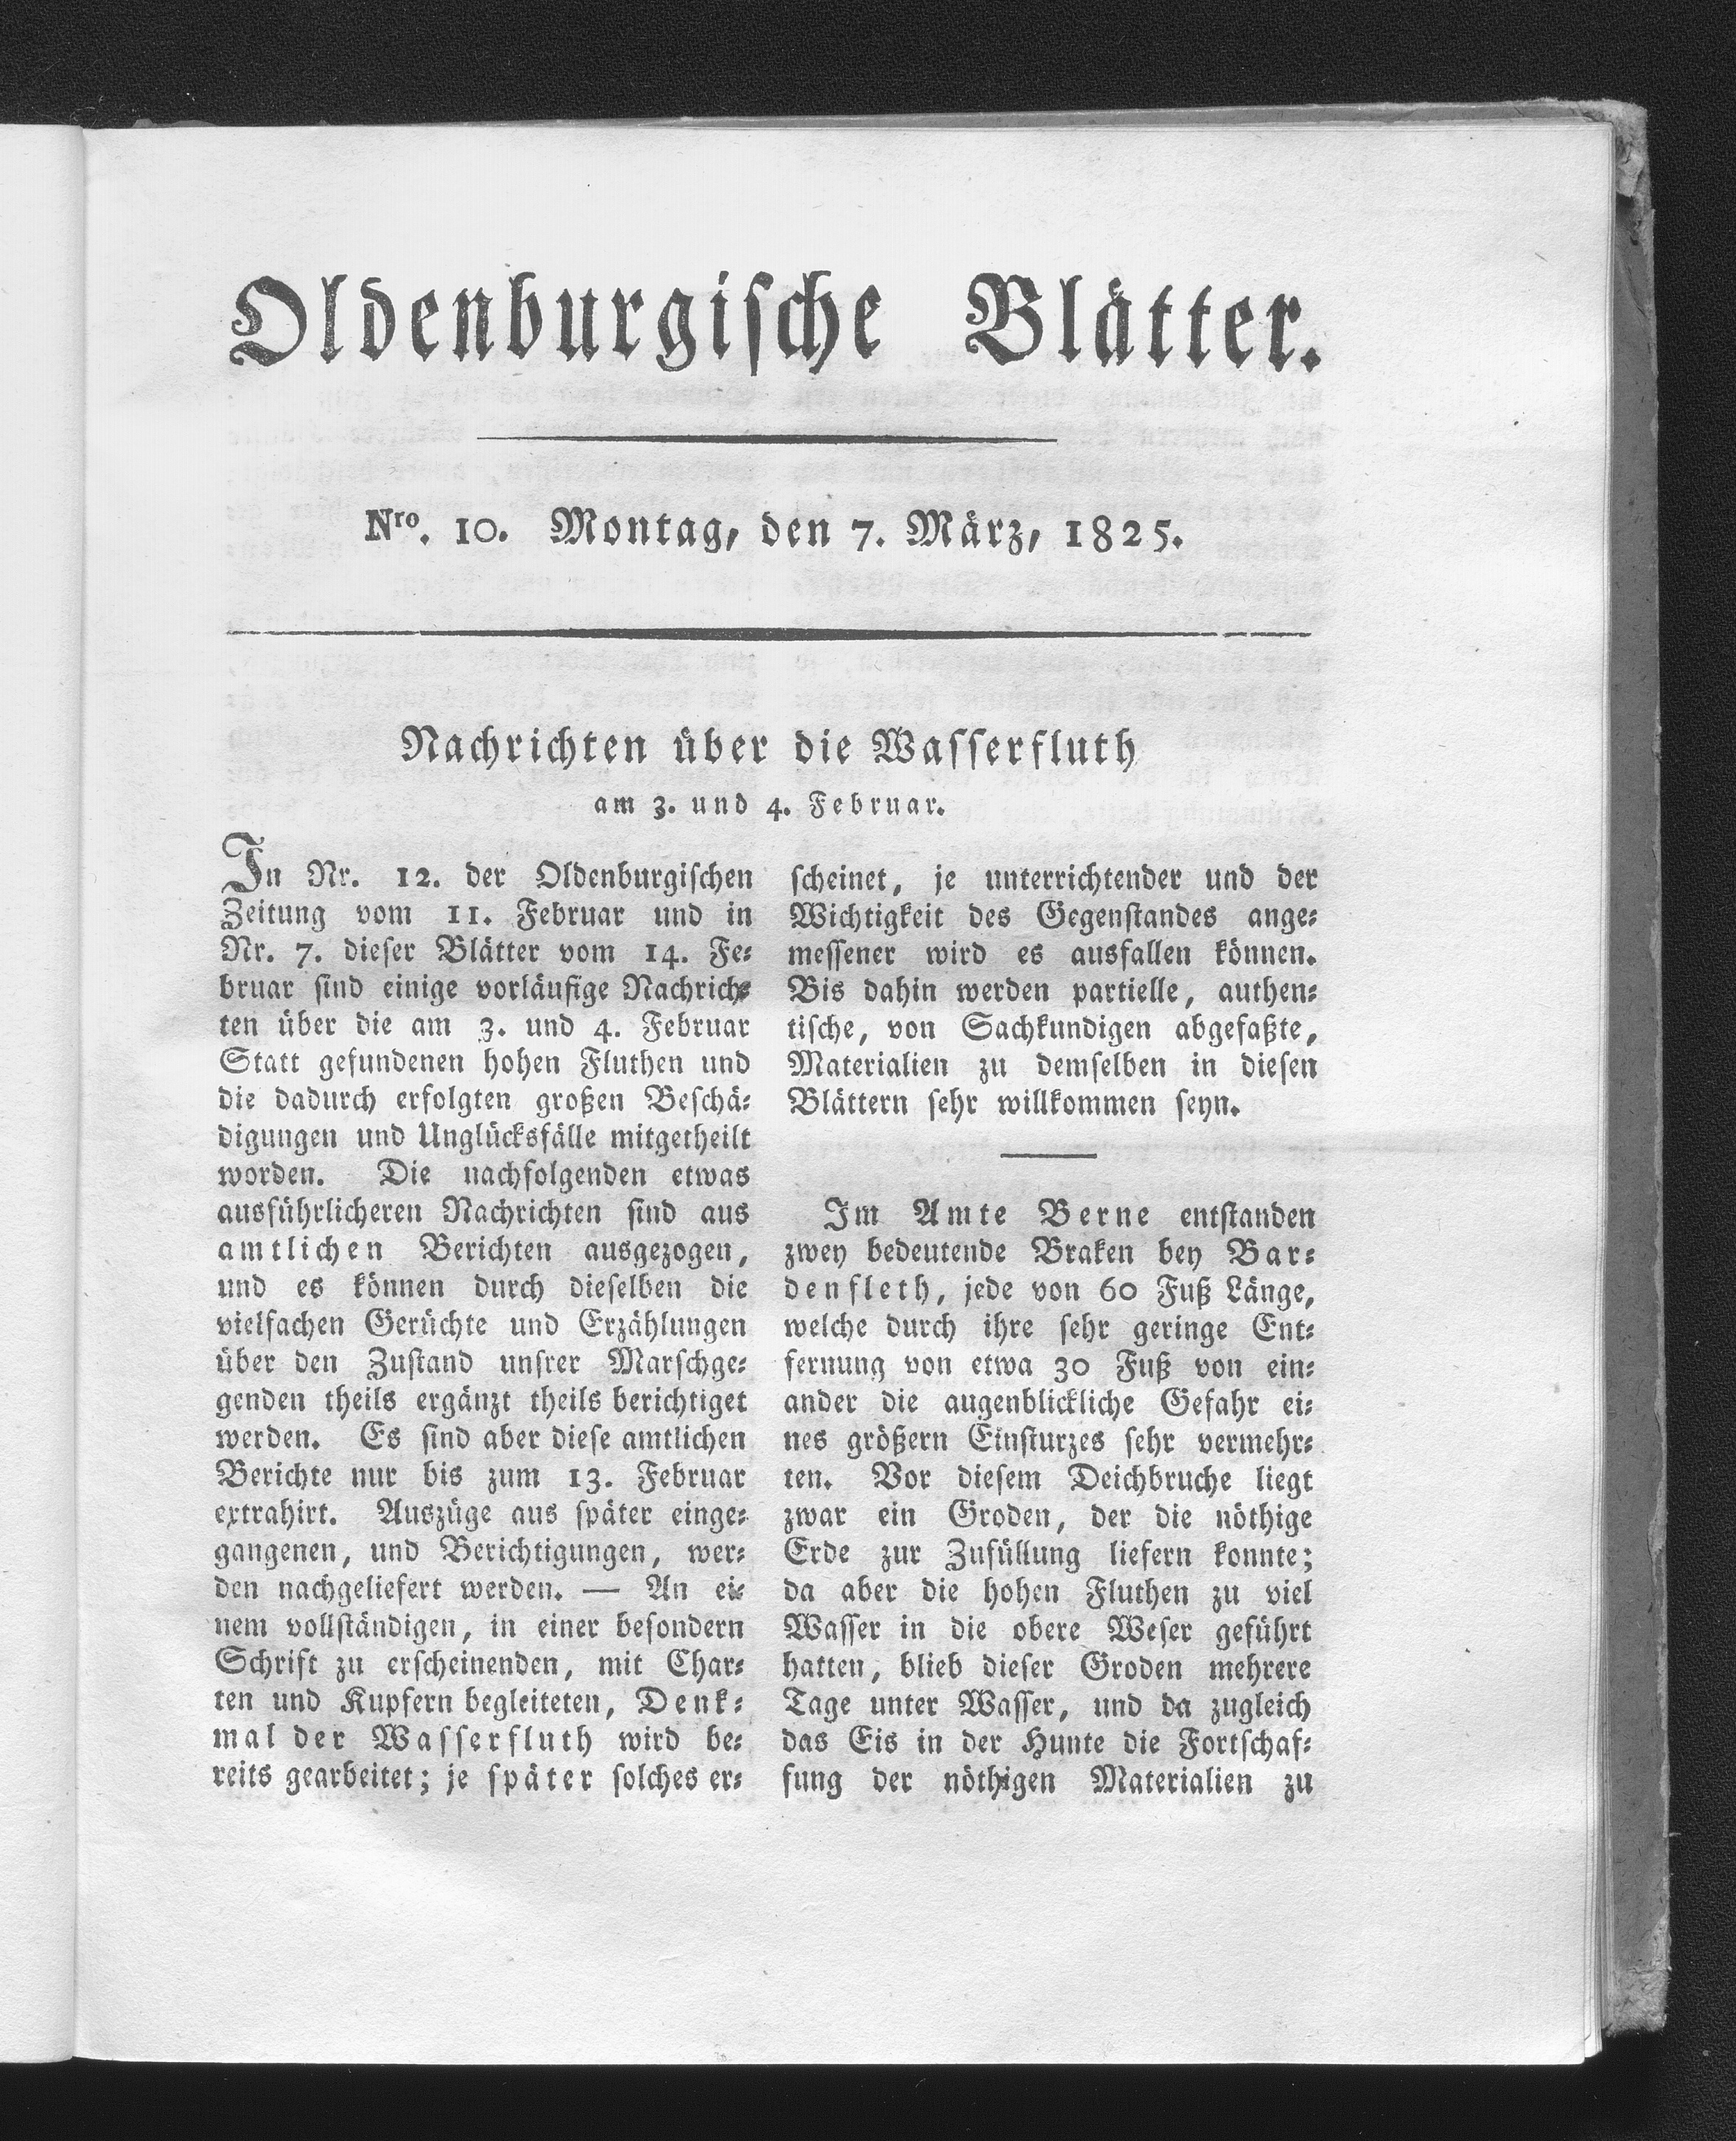 Oldenburgische Blätter.
Nro. 10. Montag, den 7. März, 1825.
Nachrichten über die Wasserfluth
am 3. und 4. Februar.
In Nr. 12. der Oldenburgischen
Zeitung vom 11. Februar und in
Nr. 7. dieser Blätter vom 14. Fe-
bruar sind einige vorläufige Nachrich-
ten über die am 3. und 4. Februar
Statt gefundenen hohen Fluthen und
die dadurch erfolgten großen Beschä-
digungen und Unglücksfälle mitgetheilt
worden. Die nachfolgenden etwas
ausführlicheren Nachrichten sind aus
amtlichen Berichten ausgezogen,
und es können durch dieselben die
vielfachen Gerüchte und Erzählungen
über den Zustand unsrer Marschge-
genden theils ergänzt theils berichtiget
werden. Es sind aber diese amtlichen
Berichte nur bis zum 13. Februar
extrahirt. Auszüge aus später einge-
gangenen, und Berichtigungen, wer-
den nachgeliefert werden. — An ei-
nem vollständigen, in einer besondern
Schrift zu erscheinenden, mit Char-
ten und Kupfern begleiteten, Denk-
mal der Wasserfluth wird be-
reits gearbeitet; je später solches er-
scheinet, je unterrichtender und der
Wichtigkeit des Gegenstandes ange-
messener wird es ausfallen können.
Bis dahin werden partielle, authen-
tische, von Sachkundigen abgefaßte,
Materialien zu demselben in diesen
Blättern sehr willkommen seyn.
Im Amte Berne entstanden
zwey bedeutende Braken bey Bar-
denfleth, jede von 60 Fuß Länge,
welche durch ihre sehr geringe Ent-
fernung von etwa 30 Fuß von ein-
ander die augenblickliche Gefahr ei-
nes größern Einsturzes sehr vermehr-
ten. Vor diesem Deichbruche liegt
zwar ein Groden, der die nöthige
Erde zur Zufüllung liefern konnte;
da aber die hohen Fluthen zu viel
Wasser in die obere Weser geführt
hatten, blieb dieser Groden mehrere
Tage unter Wasser, und da zugleich
das Eis in der Hunte die Fortschaf-
fung der nöthigen Materialien zu